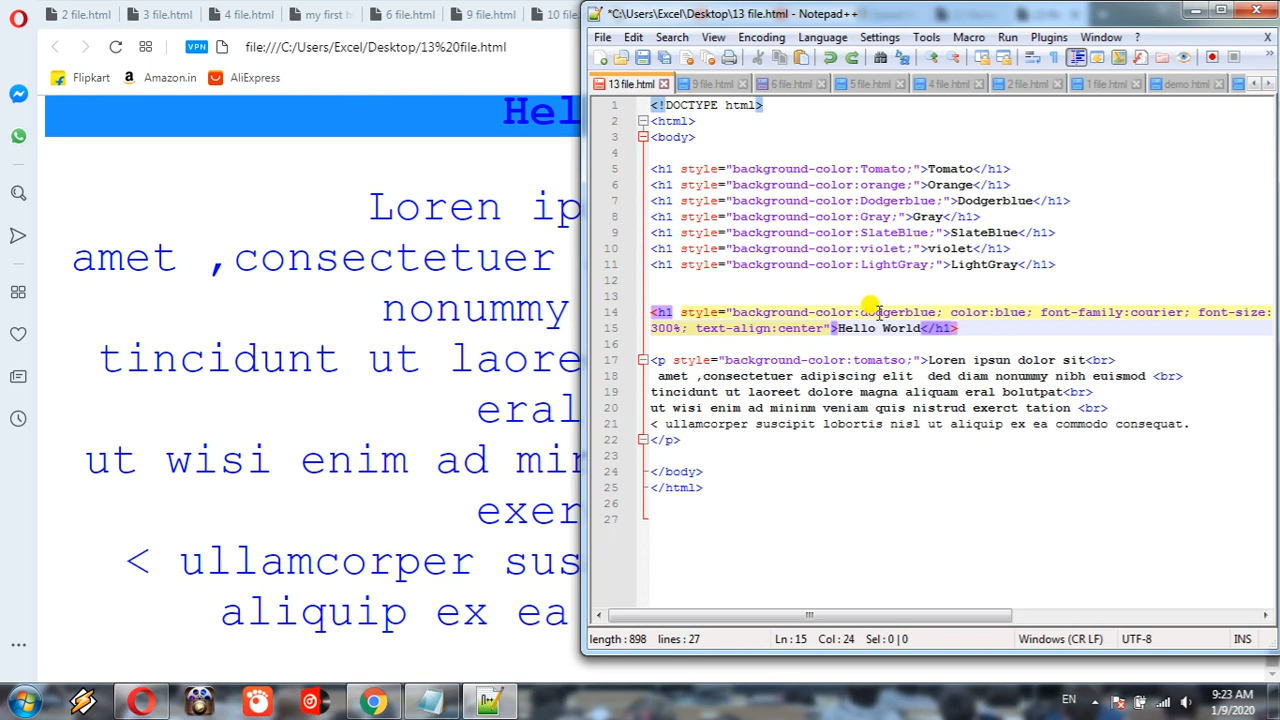 2 file.html
3 file.html
4 file.html
my first h
6 file.html
9 file.html
10 file
VPN
file:///C:/Users/Excel/Desktop/13%20file.html
Flipkart
Amazon.in
AliExpress
Hel
Loren ip
amet ,consectetuer
nonummy
tincidunt ut laore
eral
ut wisi enim ad min
exer
< ullamcorper sus
aliquip ex ea
*C:\Users\Excel\Desktop\13 file.html - Notepad++
File Edit Search View Encoding Language Settings Tools Macro Run Plugins Window ? X
13 file.html
9 file.html
6 file.html
5 file.html
4 file.html
2 file.html
1 file.html
demo.html
1 <!DOCTYPE html>
2 <html>
3 <body>
4
5 <h1 style="background-color:Tomato;">Tomato</h1>
6 <h1 style="background-color:orange;">Orange</h1>
7 <h1 style="background-color:Dodgerblue;">Dodgerblue</h1>
8 <h1 style="background-color:Gray;">Gray</h1>
9 <h1 style="background-color:SlateBlue;">SlateBlue</h1>
10 <h1 style="background-color:violet;">violet</h1>
11 <h1 style="background-color:LightGray;">LightGray</h1>
12
13
14 <h1 style="background-color:dodgerblue; color:blue; font-family:courier; font-size:
15 300%; text-align:center">Hello World</h1>
16
17 <p style="background-color:tomatso;">Loren ipsun dolor sit<br>
18 amet ,consectetuer adipiscing elit ded diam nonummy nibh euismod <br>
19 tincidunt ut laoreet dolore magna aliquam eral bolutpat<br>
20 ut wisi enim ad mininm veniam quis nistrud exerct tation <br>
21 < ullamcorper suscipit lobortis nisl ut aliquip ex ea commodo consequat.
22 </p>
23
24 </body>
25 </html>
26
27
length : 898 lines : 27 Ln : 15 Col : 24 Sel : 0 | 0 Windows (CR LF) UTF-8 INS
EN
9:23 AM
1/9/2020